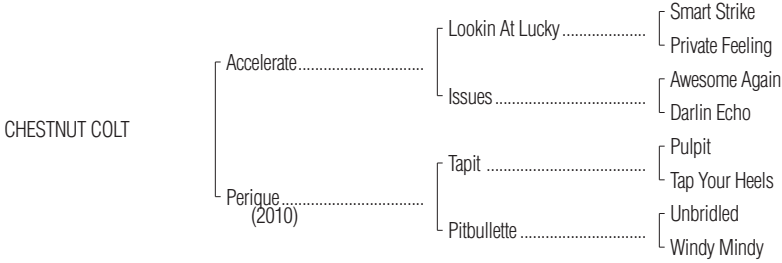 Smart Strike
Lookin At Lucky....................
Private Feeling
Accelerate.............................
Awesome Again
Issues ....................................
Darlin Echo
CHESTNUT COLT
Pulpit
Tapit ......................................
Tap Your Heels
Perique..................................
(2010)
Unbridled
Pitbullette ..............................
Windy Mindy